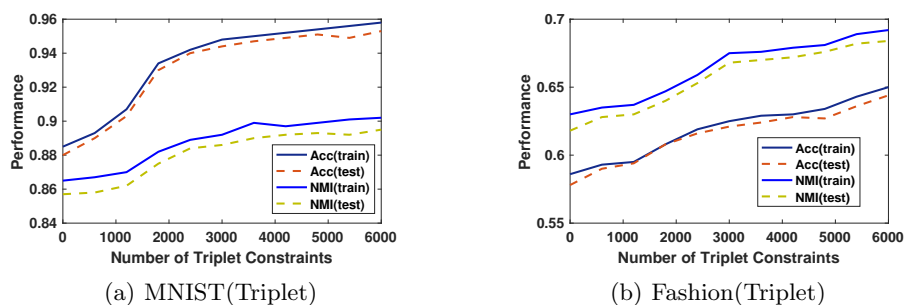 0.96
0.94
0.92
0.9
0.88
0.86
0.84
Performance
0 1000 2000 3000 4000 5000 6000
Number of Triplet Constraints
Acc(train)
Acc(test)
NMI(train)
NMI(test)
(a) MNIST(Triplet)
0.7
0.65
0.6
0.55
Performance
0 1000 2000 3000 4000 5000 6000
Number of Triplet Constraints
Acc(train)
Acc(test)
NMI(train)
NMI(test)
(b) Fashion(Triplet)